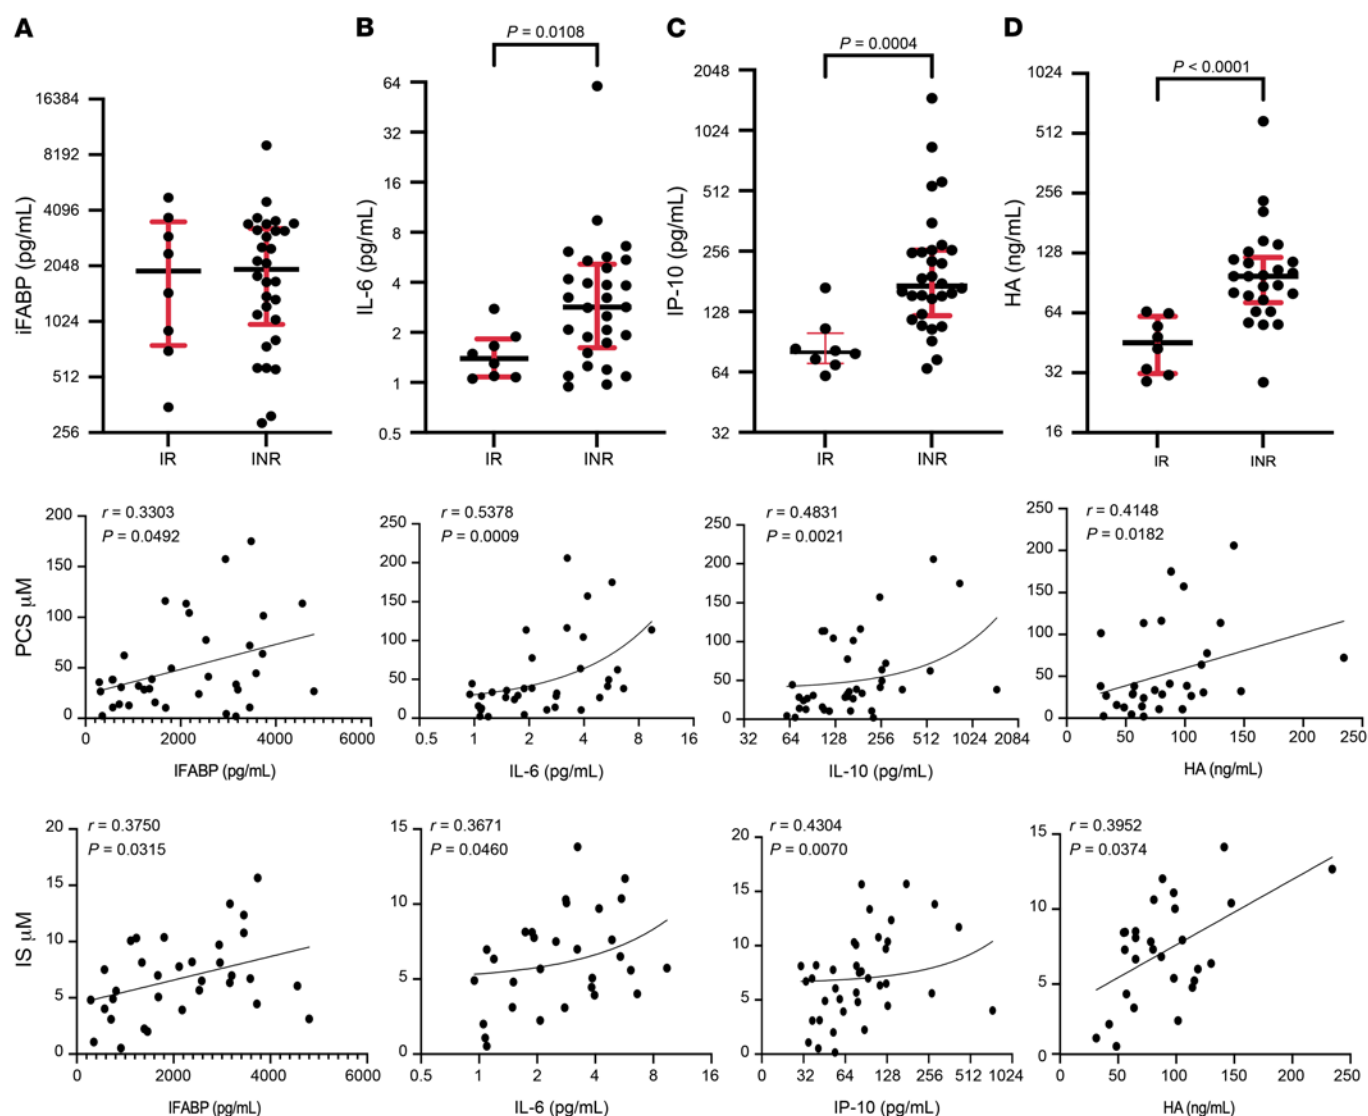 A
B
C
D
P = 0.0108
P = 0.0004
P < 0.0001
iFABP (pg/mL)
16384
8192
4096
2048
1024
512
256
IR
INR
IL-6 (pg/mL)
64
32
16
8
4
2
1
0.5
IR
INR
IP-10 (pg/mL)
2048
1024
512
256
128
64
32
IR
INR
HA (ng/mL)
1024
512
256
128
64
32
16
IR
INR
PCS µM
r = 0.3303
P = 0.0492
200
150
100
50
0
0
2000
4000
6000
IFABP (pg/mL)
r = 0.5378
P = 0.0009
250
200
150
100
50
0
0.5
1
2
4
8
16
IL-6 (pg/mL)
r = 0.4831
P = 0.0021
250
200
150
100
50
0
32
64
128
256
512
1024
2084
IL-10 (pg/mL)
r = 0.4148
P = 0.0182
250
200
150
100
50
0
0
50
100
150
200
250
HA (ng/mL)
IS µM
r = 0.3750
P = 0.0315
20
15
10
5
0
0
2000
4000
6000
IFABP (pg/mL)
r = 0.3671
P = 0.0460
15
10
5
0
0.5
1
2
4
8
16
IL-6 (pg/mL)
r = 0.4304
P = 0.0070
20
15
10
5
0
0
32
64
128
256
512
1024
IP-10 (pg/mL)
r = 0.3952
P = 0.0374
15
10
5
0
0
50
100
150
200
250
HA (ng/mL)